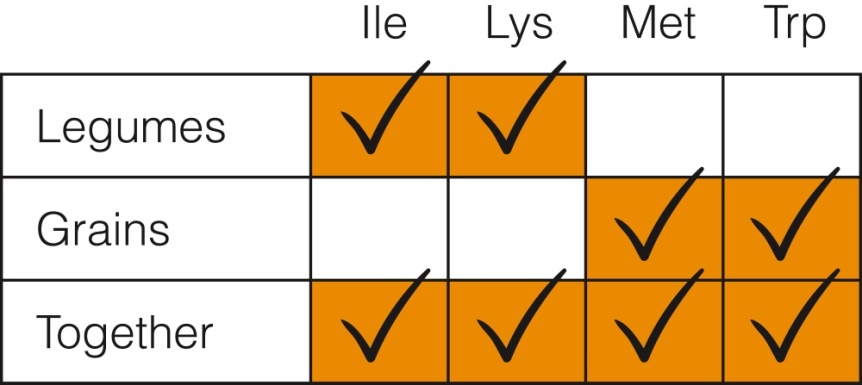 Ile Lys Met Trp
Legumes ✓ ✓
Grains ✓ ✓
Together ✓ ✓ ✓ ✓